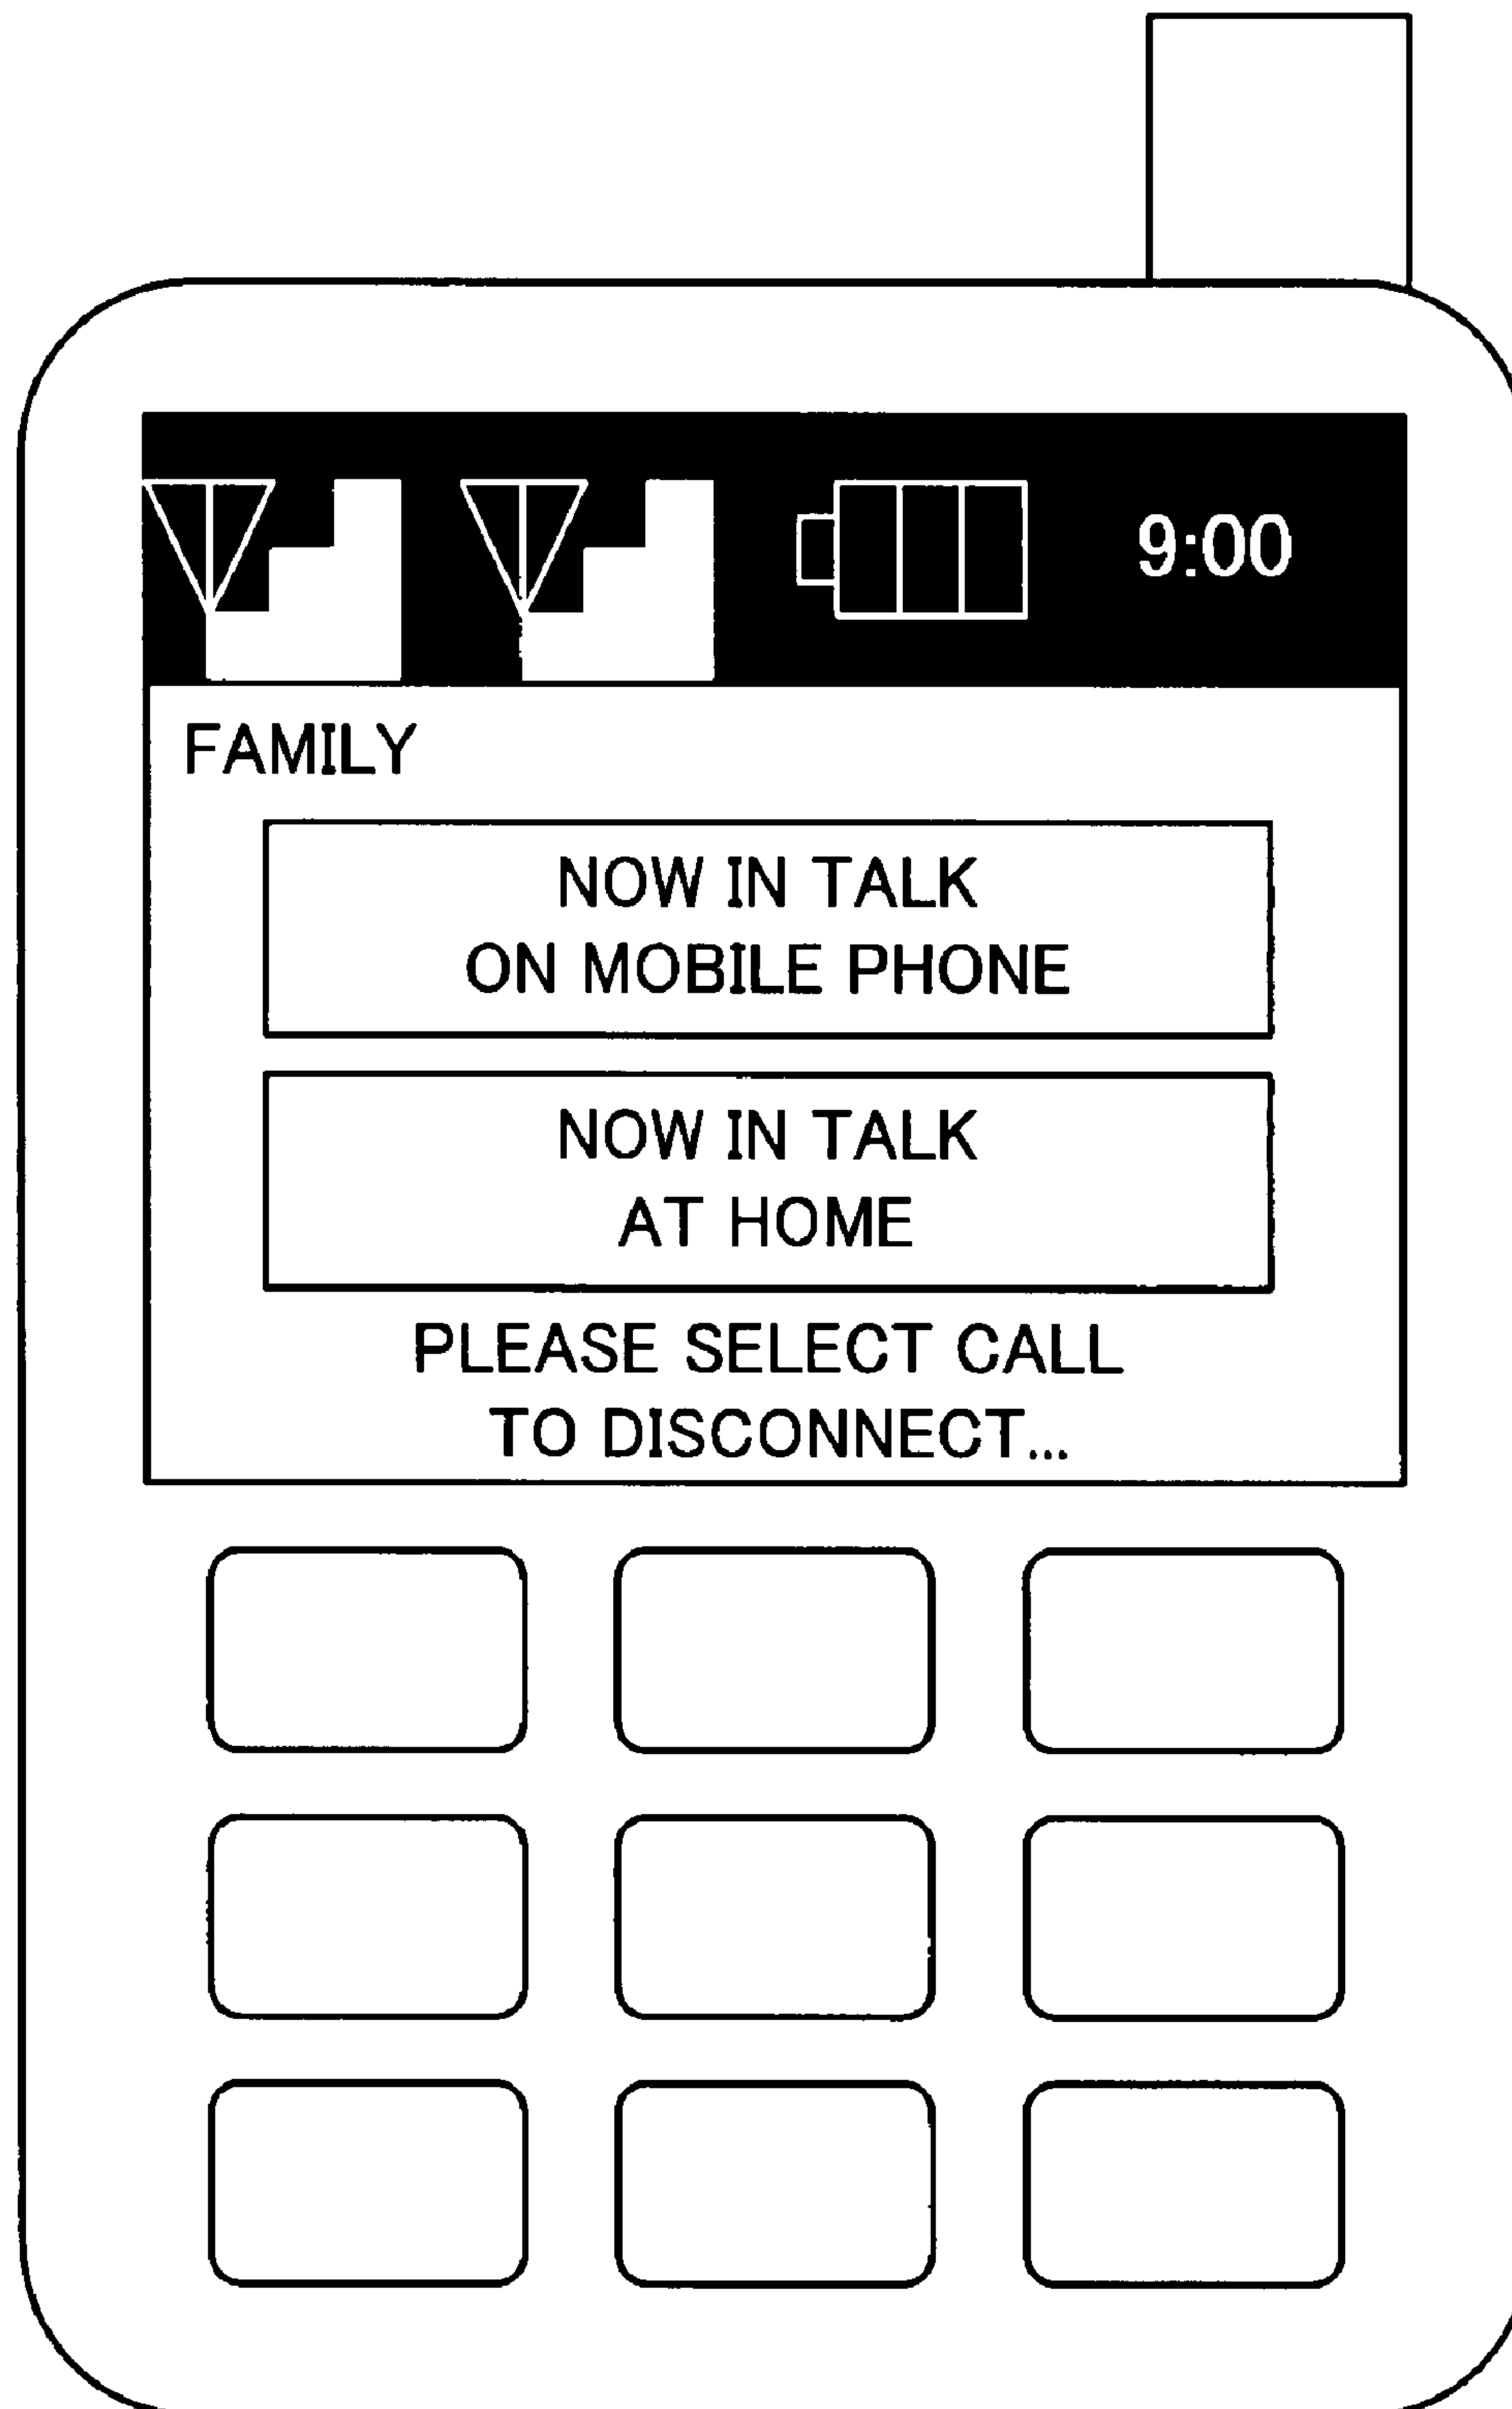 9:00
FAMILY
NOW IN TALK
ON MOBILE PHONE
NOW IN TALK
AT HOME
PLEASE SELECT CALL
TO DISCONNECT...